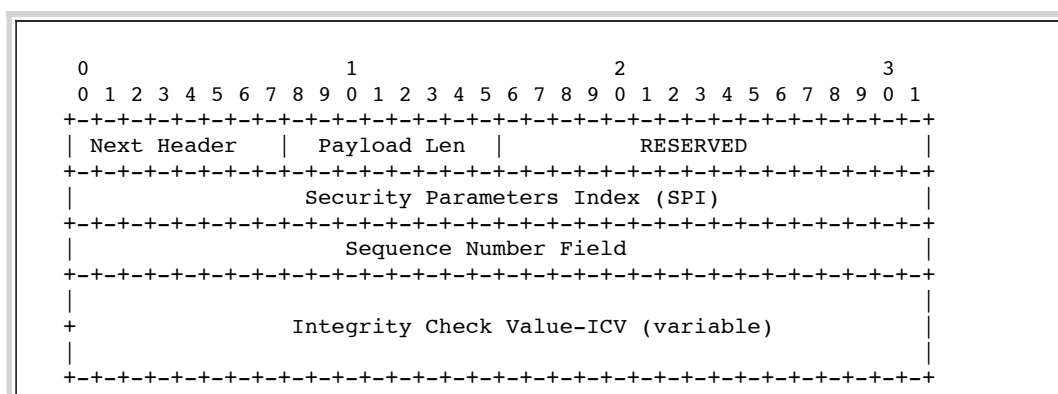 0                   1                   2                   3
 0 1 2 3 4 5 6 7 8 9 0 1 2 3 4 5 6 7 8 9 0 1 2 3 4 5 6 7 8 9 0 1
+-+-+-+-+-+-+-+-+-+-+-+-+-+-+-+-+-+-+-+-+-+-+-+-+-+-+-+-+-+-+-+-+
| Next Header   |  Payload Len  |          RESERVED             |
+-+-+-+-+-+-+-+-+-+-+-+-+-+-+-+-+-+-+-+-+-+-+-+-+-+-+-+-+-+-+-+-+
|                 Security Parameters Index (SPI)               |
+-+-+-+-+-+-+-+-+-+-+-+-+-+-+-+-+-+-+-+-+-+-+-+-+-+-+-+-+-+-+-+-+
|                    Sequence Number Field                      |
+-+-+-+-+-+-+-+-+-+-+-+-+-+-+-+-+-+-+-+-+-+-+-+-+-+-+-+-+-+-+-+-+
|                                                               |
+                Integrity Check Value-ICV (variable)           |
|                                                               |
+-+-+-+-+-+-+-+-+-+-+-+-+-+-+-+-+-+-+-+-+-+-+-+-+-+-+-+-+-+-+-+-+